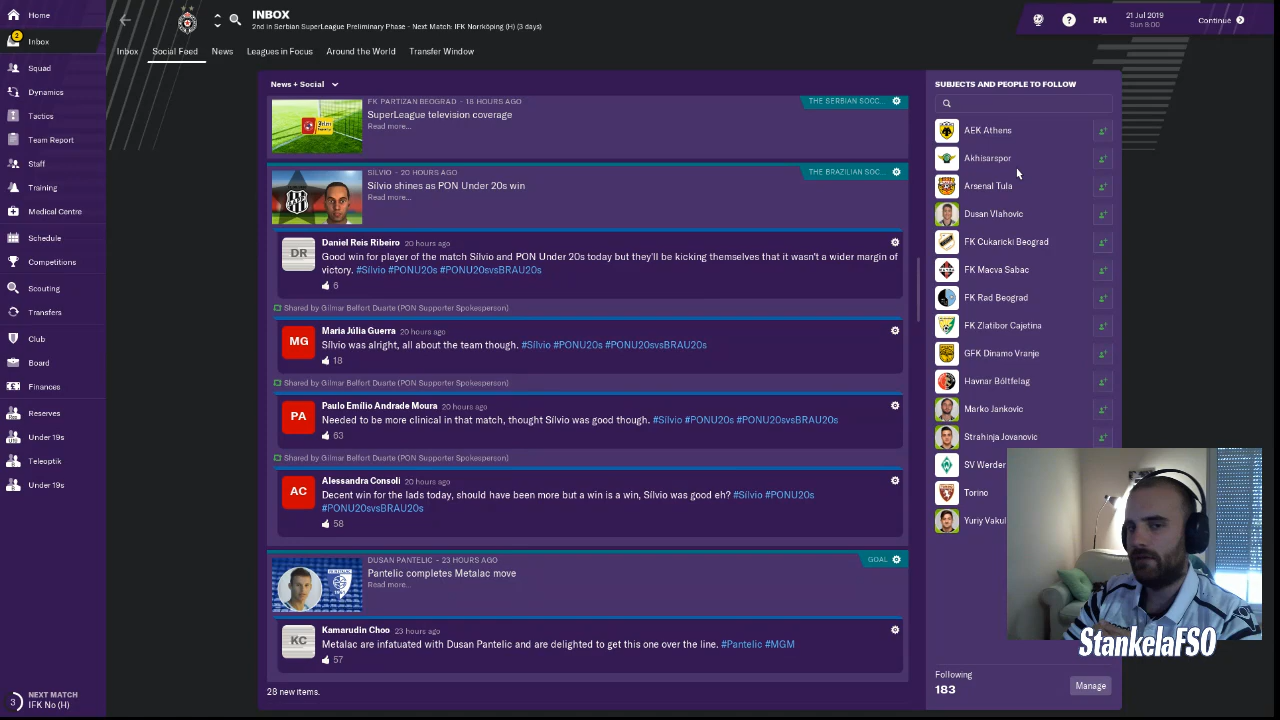 Home
INBOX
2nd in Serbian SuperLeague Preliminary Phase - Next Match: IFK Norrköping (H) (3 days)
FM
21 Jul 2019
Sun 8:00
Continue
2
Inbox
Squad
Dynamics
Tactics
Team Report
Staff
Training
Medical Centre
Schedule
Competitions
Scouting
Transfers
Club
Board
Finances
Reserves
Under 19s
Teleoptik
Under 19s
3
NEXT MATCH
IFK No (H)
Inbox
Social Feed
News
Leagues in Focus
Around the World
Transfer Window
News + Social
FK PARTIZAN BEOGRAD - 18 HOURS AGO
THE SERBIAN SOCC...
SuperLeague television coverage
Read more...
SÍLVIO - 20 HOURS AGO
THE BRAZILIAN SOC...
Sílvio shines as PON Under 20s win
Read more...
DR
Daniel Reis Ribeiro 20 hours ago
Good win for player of the match Sílvio and PON Under 20s today but they'll be kicking themselves that it wasn't a wider margin of
victory. #Sílvio #PONU20s #PONU20svsBRAU20s
6
Shared by Gilmar Belfort Duarte (PON Supporter Spokesperson)
MG
Maria Júlia Guerra 20 hours ago
Sílvio was alright, all about the team though. #Sílvio #PONU20s #PONU20svsBRAU20s
18
Shared by Gilmar Belfort Duarte (PON Supporter Spokesperson)
PA
Paulo Emílio Andrade Moura 20 hours ago
Needed to be more clinical in that match, thought Sílvio was good though. #Sílvio #PONU20s #PONU20svsBRAU20s
63
Shared by Gilmar Belfort Duarte (PON Supporter Spokesperson)
AC
Alessandra Consoli 20 hours ago
Decent win for the lads today, should have been more but a win is a win, Sílvio was good eh? #Sílvio #PONU20s
#PONU20svsBRAU20s
58
DUSAN PANTELIC - 23 HOURS AGO
GOAL
Pantelic completes Metalac move
Read more...
KC
Kamarudin Choo 23 hours ago
Metalac are infatuated with Dusan Pantelic and are delighted to get this one over the line. #Pantelic #MGM
57
28 new items.
SUBJECTS AND PEOPLE TO FOLLOW
AEK Athens
Akhisarspor
Arsenal Tula
Dusan Vlahovic
FK Cukaricki Beograd
FK Macva Sabac
FK Rad Beograd
FK Zlatibor Cajetina
GFK Dinamo Vranje
Havnar Bóltfelag
Marko Jankovic
Strahinja Jovanovic
SV Werder
Torino
Yuriy Vakul
StankelaFSO
Following
183
Manage